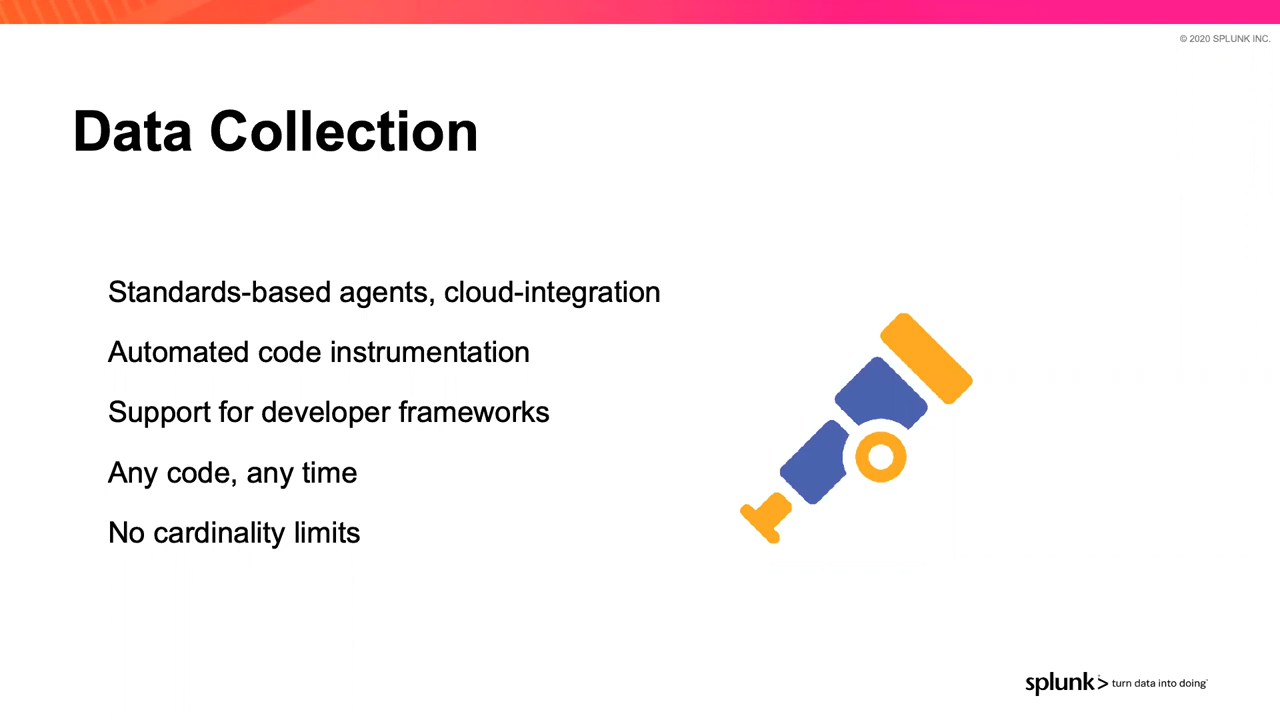 © 2020 SPLUNK INC.
Data Collection
Standards-based agents, cloud-integration
Automated code instrumentation
Support for developer frameworks
Any code, any time
No cardinality limits
splunk> turn data into doing®